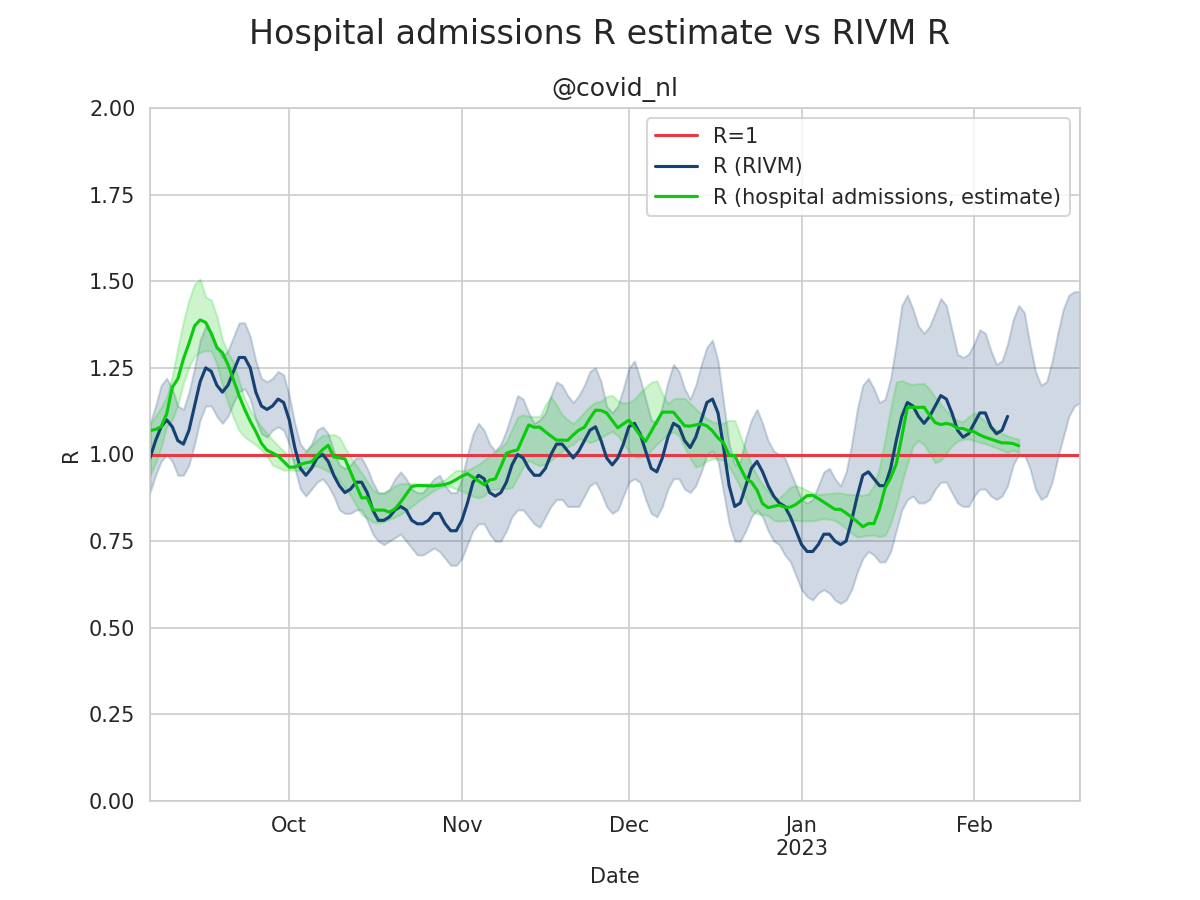 Hospital admissions R estimate vs RIVM R
@covid_nl
2.00
1.75
1.50
1.25
1.00
0.75
0.50
0.25
0.00
R
R=1
R (RIVM)
R (hospital admissions, estimate)
Oct
Nov
Dec
Jan
2023
Feb
Date